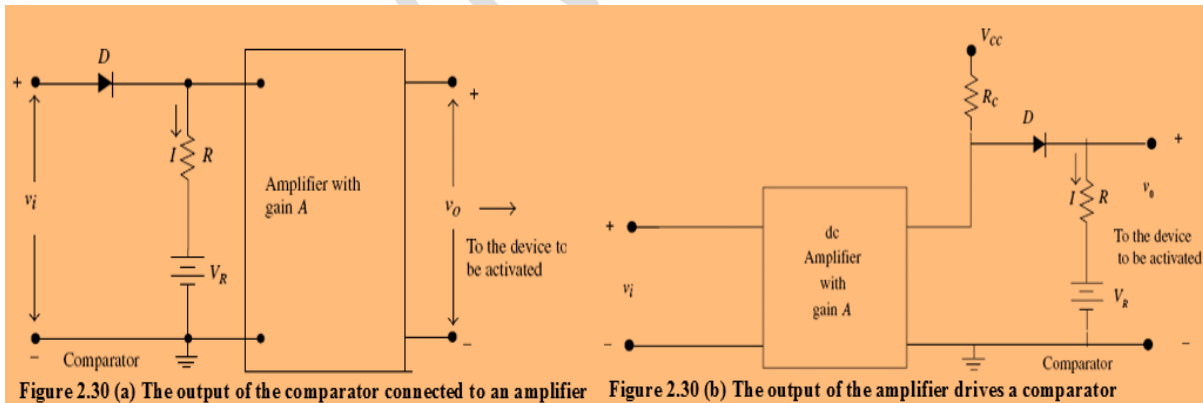 D
+
+
I
R
v_i
Amplifier with
gain A
v_O
To the device to
be activated
V_R
−
Comparator
−
Figure 2.30 (a) The output of the comparator connected to an amplifier
V_CC
R_C
D
+
I
R
v_0
+
dc
Amplifier
with
gain A
To the device
to be activated
v_i
V_R
−
−
Comparator
Figure 2.30 (b) The output of the amplifier drives a comparator